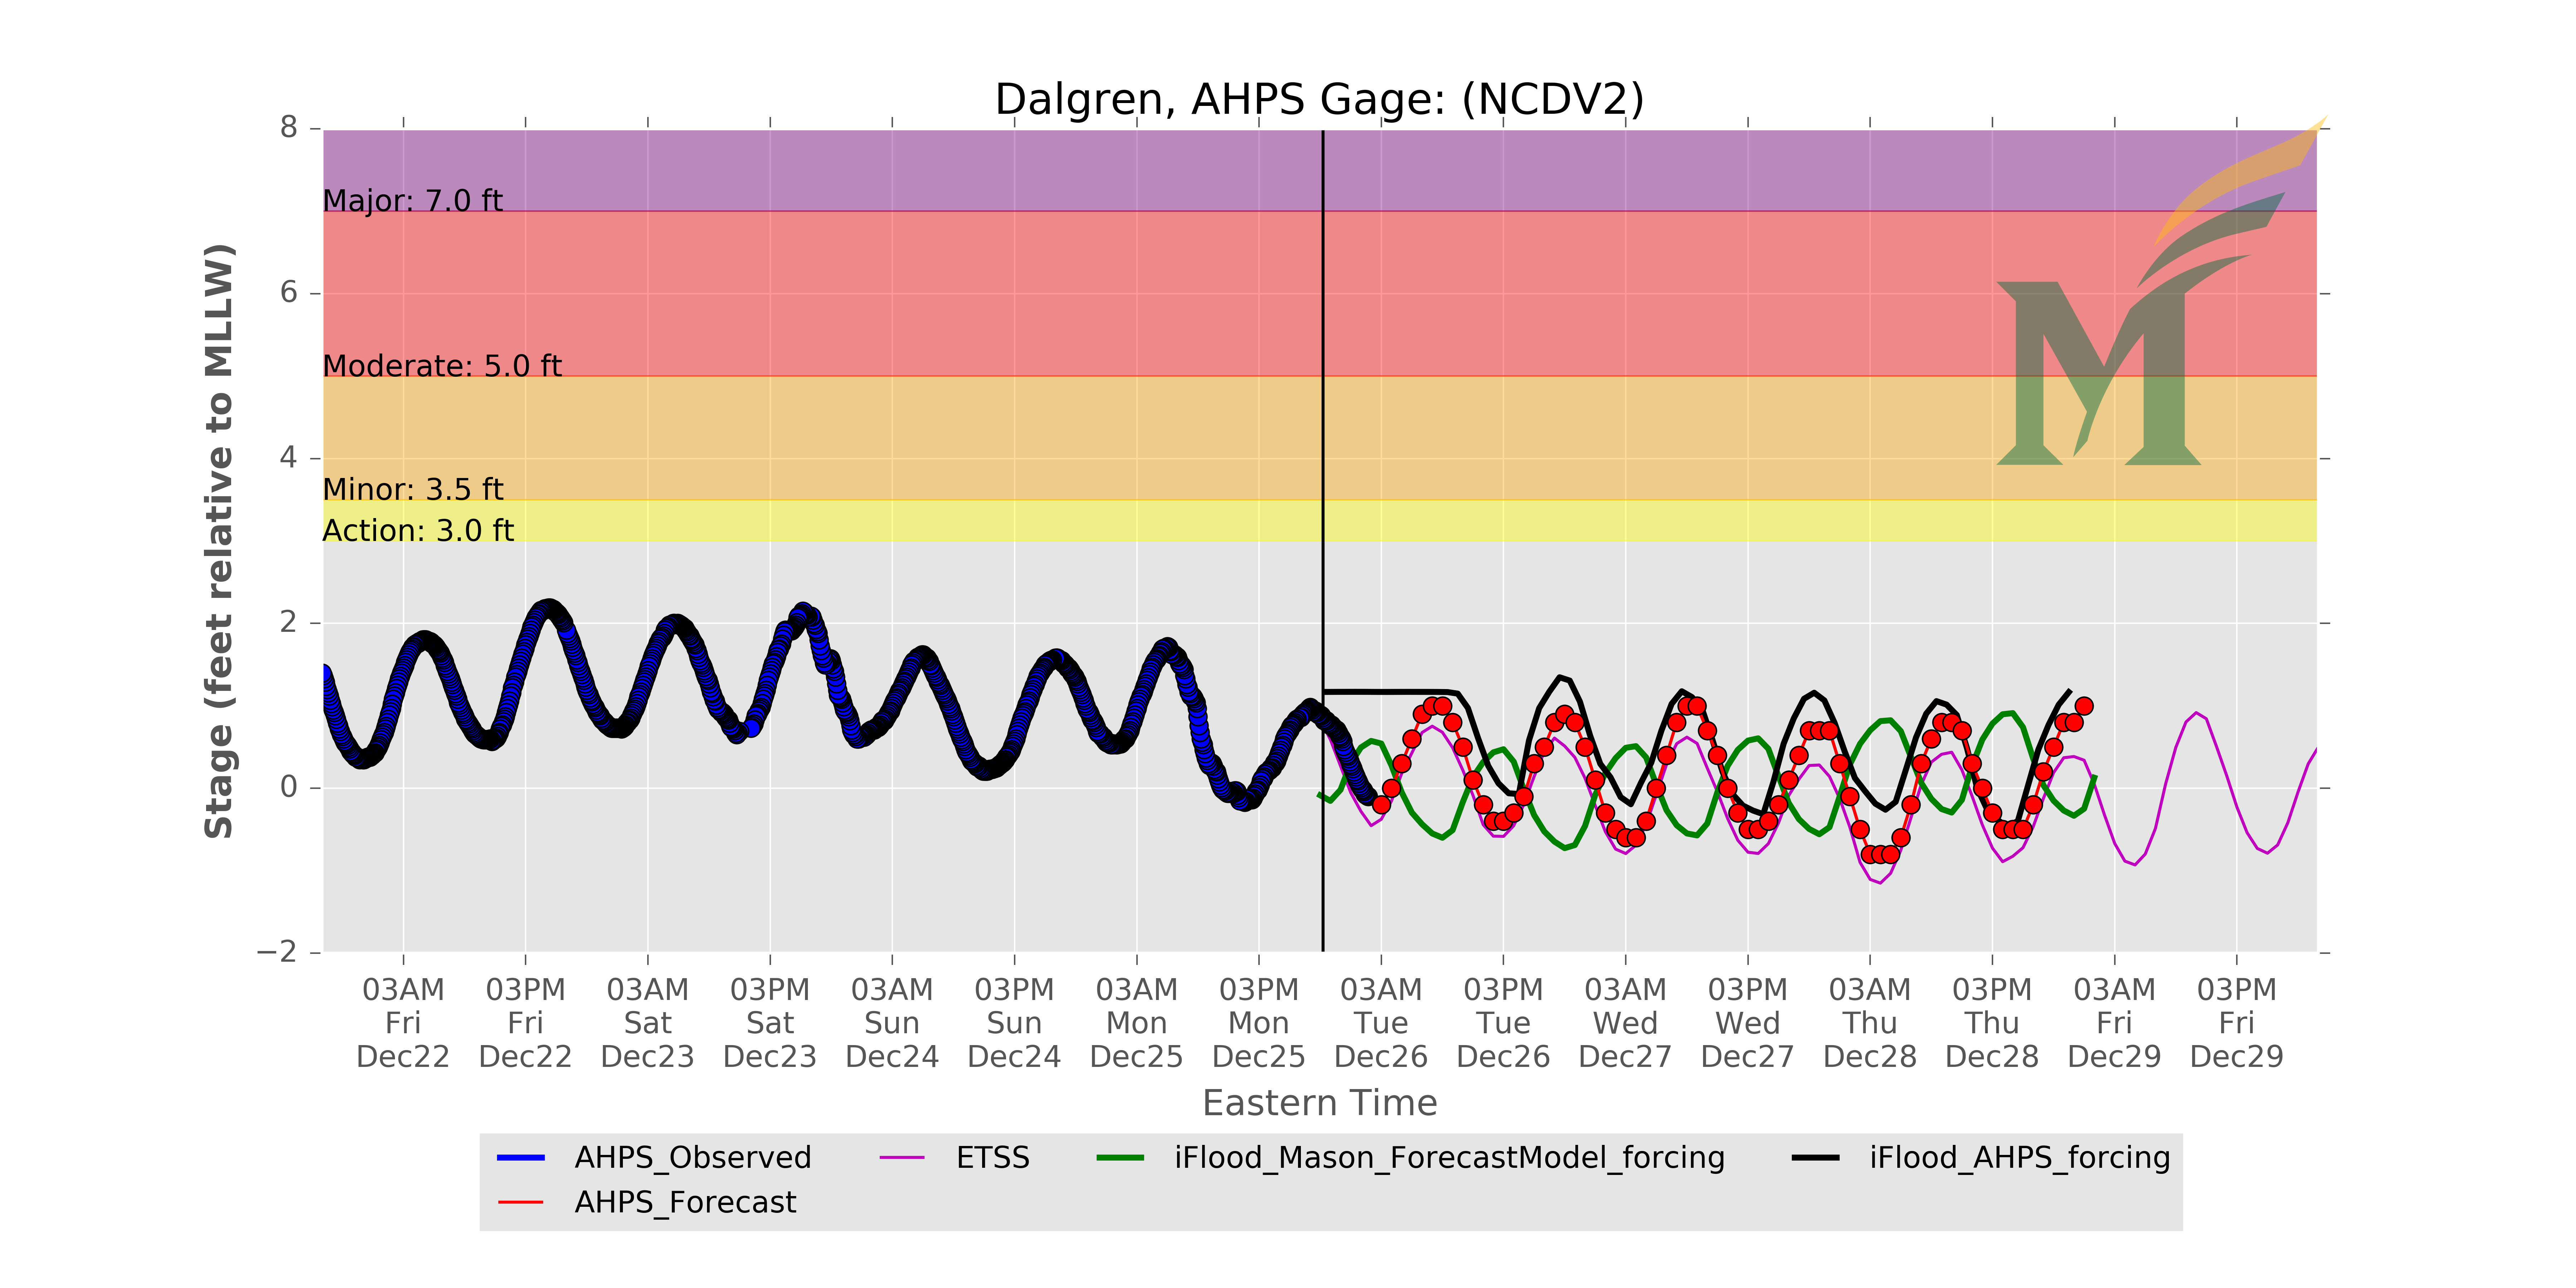 Dalgren, AHPS Gage: (NCDV2)
8
6
4
2
0
−2
Stage (feet relative to MLLW)
Major: 7.0 ft
Moderate: 5.0 ft
Minor: 3.5 ft
Action: 3.0 ft
M
03AM 03PM 03AM 03PM 03AM 03PM 03AM 03PM 03AM 03PM 03AM 03PM 03AM 03PM 03AM 03PM
Fri Fri Sat Sat Sun Sun Mon Mon Tue Tue Wed Wed Thu Thu Fri Fri
Dec22 Dec22 Dec23 Dec23 Dec24 Dec24 Dec25 Dec25 Dec26 Dec26 Dec27 Dec27 Dec28 Dec28 Dec29 Dec29
Eastern Time
AHPS_Observed ETSS iFlood_Mason_ForecastModel_forcing iFlood_AHPS_forcing
AHPS_Forecast